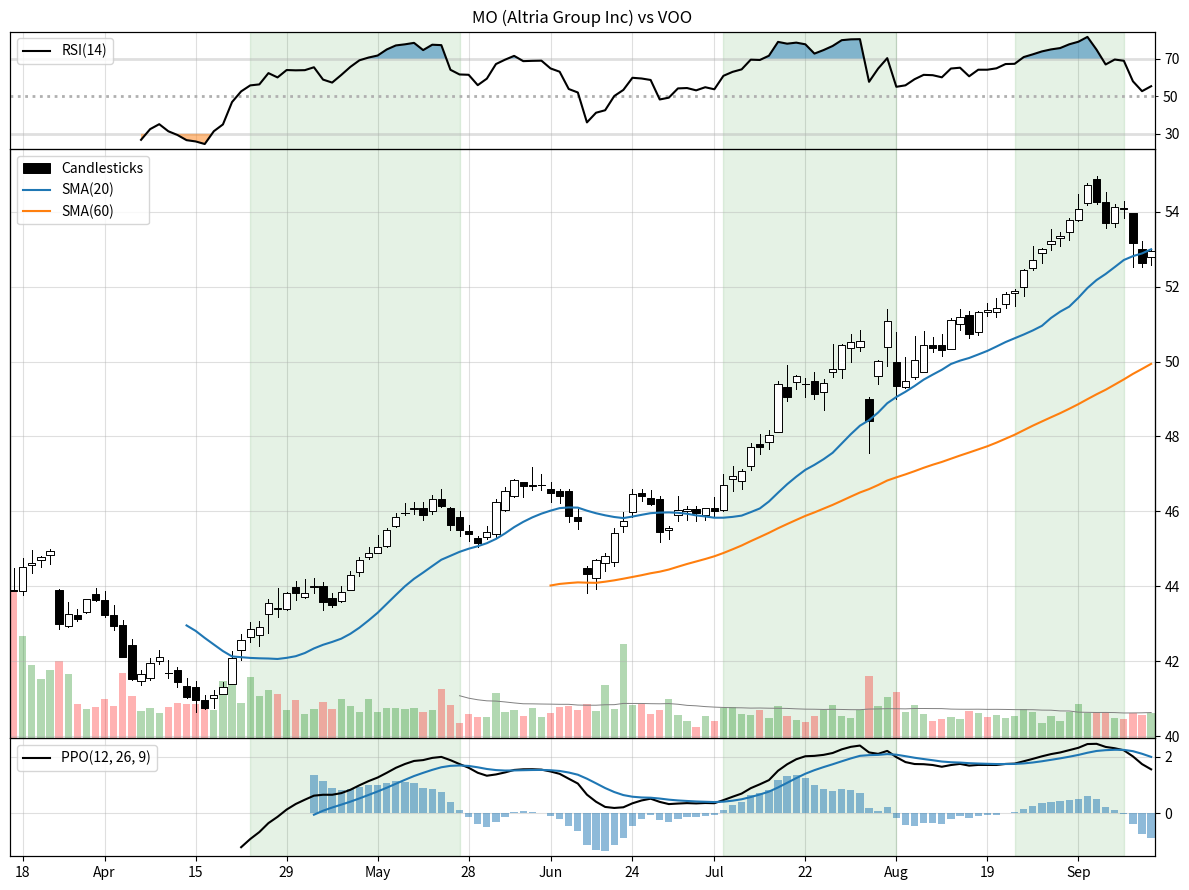 MO (Altria Group Inc) vs VOO
RSI(14)
70
50
30
Candlesticks
SMA(20)
SMA(60)
54
52
50
48
46
44
42
40
PPO(12, 26, 9)
2
0
18 Apr 15 29 May 28 Jun 24 Jul 22 Aug 19 Sep